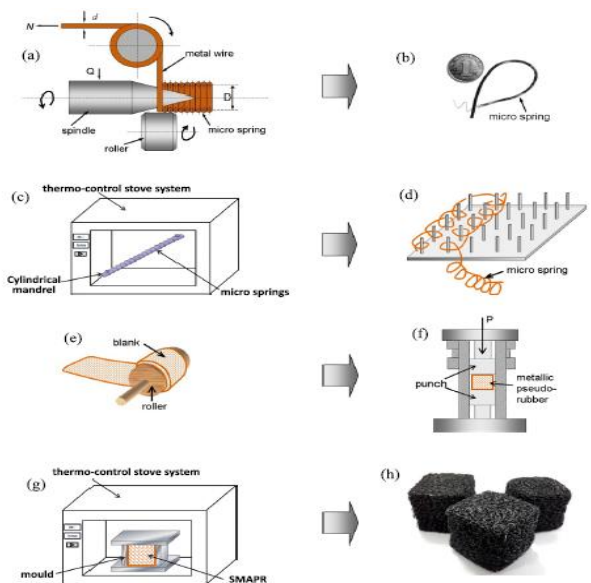 d
N
(a)
metal wire
Q
D
spindle
micro spring
roller
(b)
micro spring
thermo-control stove system
(c)
Cylindrical
mandrel
micro springs
(d)
micro spring
(e)
blank
roller
(f)
P
punch
metallic
pseudo-
rubber
thermo-control stove system
(g)
mould
SMAPR
(h)